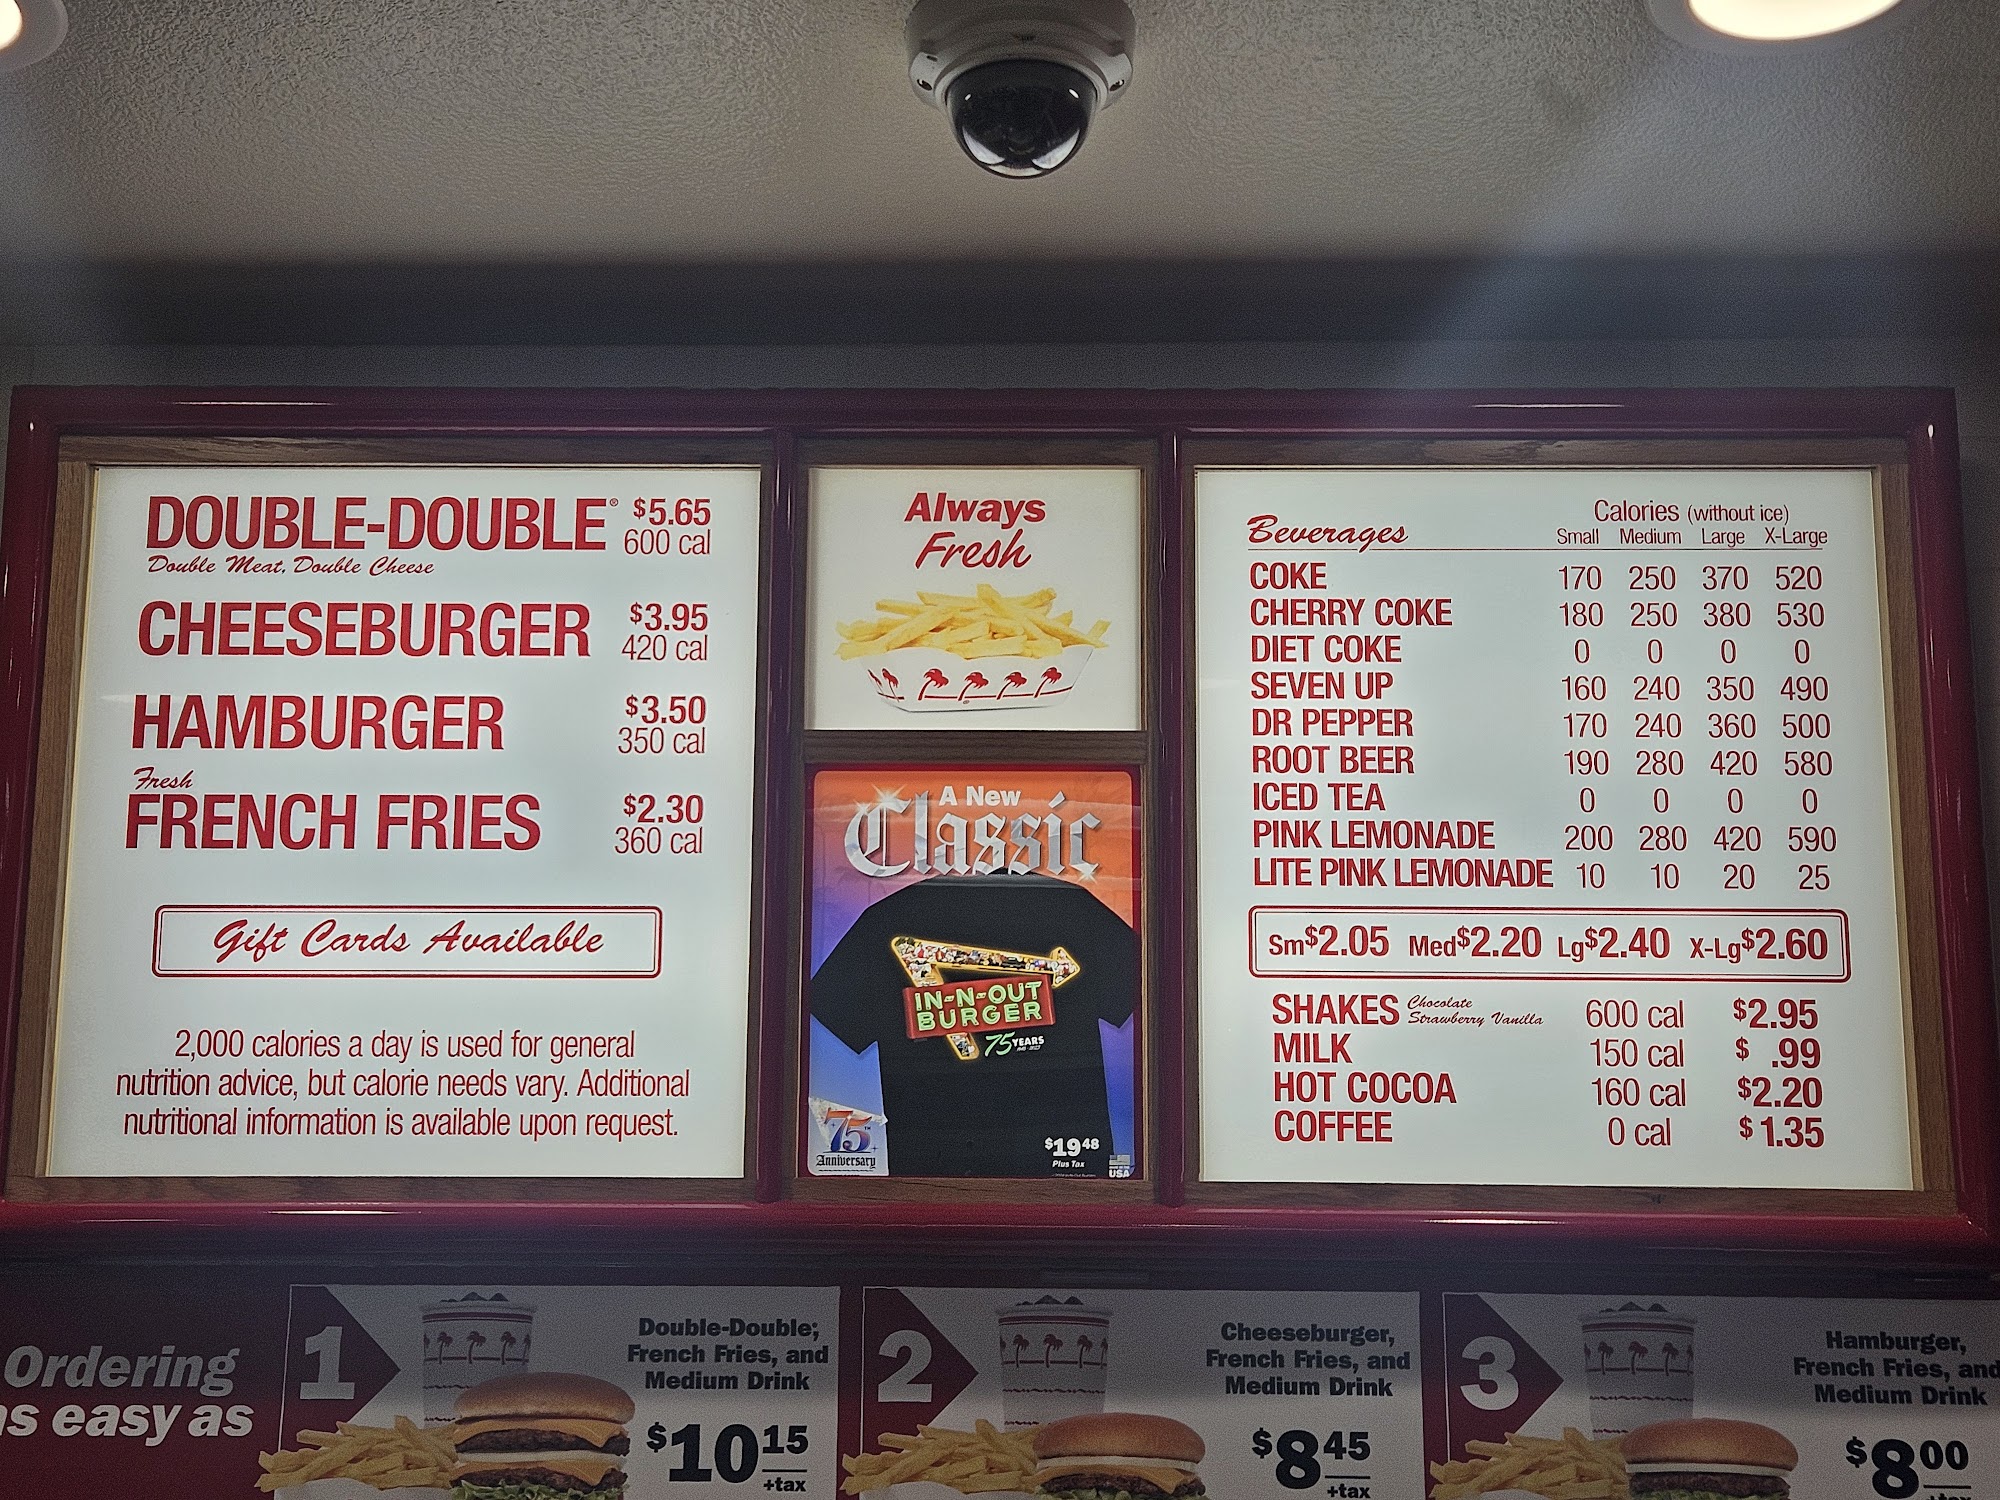 DOUBLE-DOUBLE® $5.65
600 cal
Double Meat, Double Cheese
CHEESEBURGER $3.95
420 cal
HAMBURGER $3.50
350 cal
Fresh
FRENCH FRIES $2.30
360 cal
Gift Cards Available
2,000 calories a day is used for general
nutrition advice, but calorie needs vary. Additional
nutritional information is available upon request.
Always
Fresh
A New
Classic
IN-N-OUT
BURGER
75 YEARS
75TH
Anniversary
$19 48
Plus Tax
USA
Calories (without ice)
Beverages Small Medium Large X-Large
COKE 170 250 370 520
CHERRY COKE 180 250 380 530
DIET COKE 0 0 0 0
SEVEN UP 160 240 350 490
DR PEPPER 170 240 360 500
ROOT BEER 190 280 420 580
ICED TEA 0 0 0 0
PINK LEMONADE 200 280 420 590
LITE PINK LEMONADE 10 10 20 25
Sm$2.05 Med$2.20 Lg$2.40 X-Lg$2.60
SHAKES Chocolate Strawberry Vanilla 600 cal $2.95
MILK 150 cal $ .99
HOT COCOA 160 cal $2.20
COFFEE 0 cal $1.35
Ordering
as easy as
1
Double-Double;
French Fries, and
Medium Drink
$10 15
+tax
2
Cheeseburger,
French Fries, and
Medium Drink
$8 45
+tax
3
Hamburger,
French Fries, and
Medium Drink
$8 00
+tax